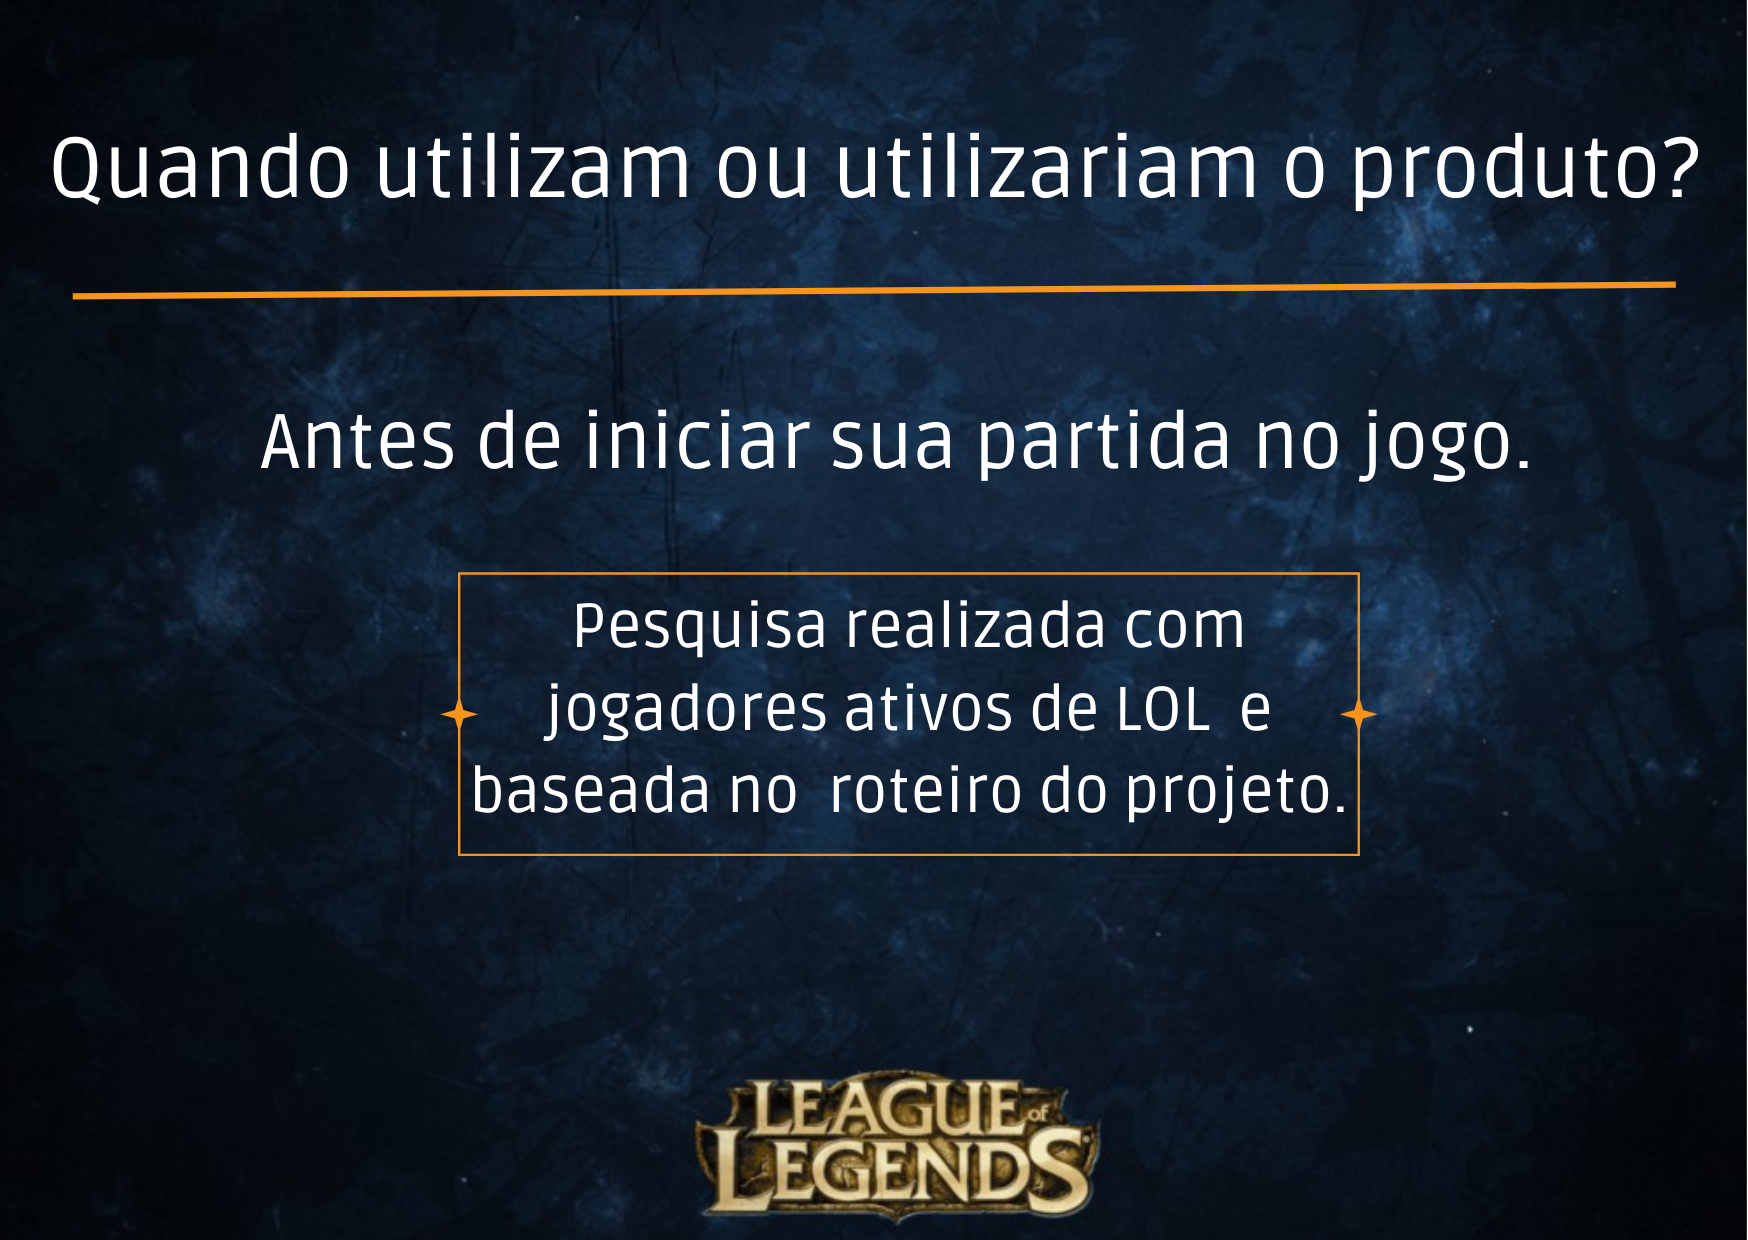 Quando utilizam ou utilizariam o produto?
Antes de iniciar sua partida no jogo.
Pesquisa realizada com
jogadores ativos de LOL  e
baseada no  roteiro do projeto.
LEAGUE of
LEGENDS